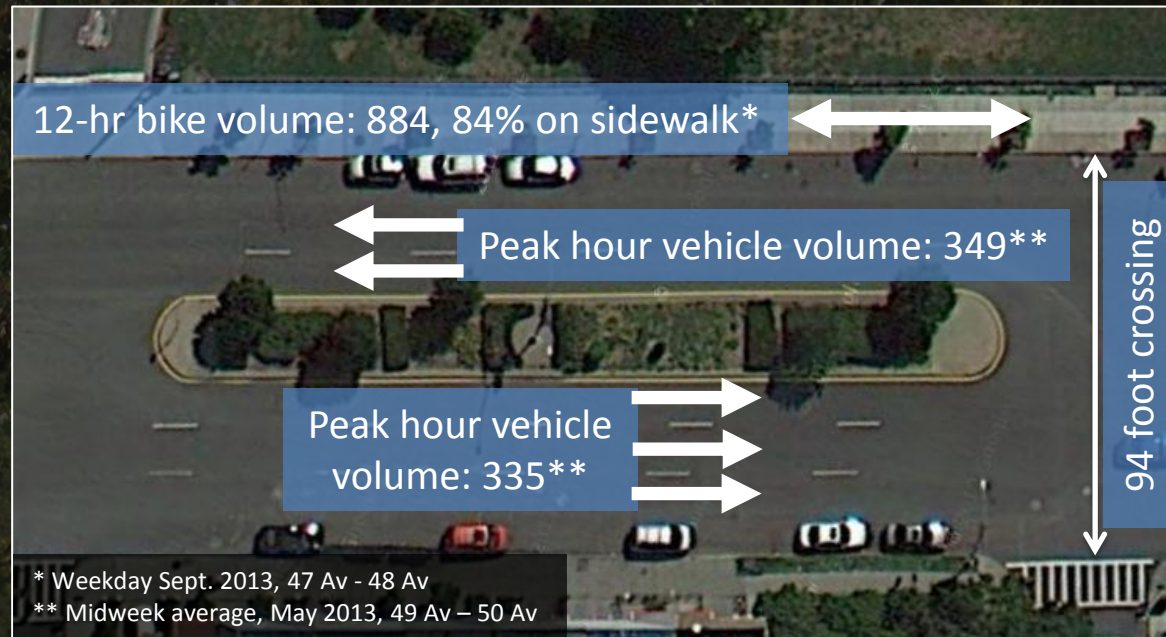 12-hr bike volume: 884, 84% on sidewalk*
Peak hour vehicle volume: 349**
Peak hour vehicle
volume: 335**
94 foot crossing
* Weekday Sept. 2013, 47 Av - 48 Av
** Midweek average, May 2013, 49 Av – 50 Av